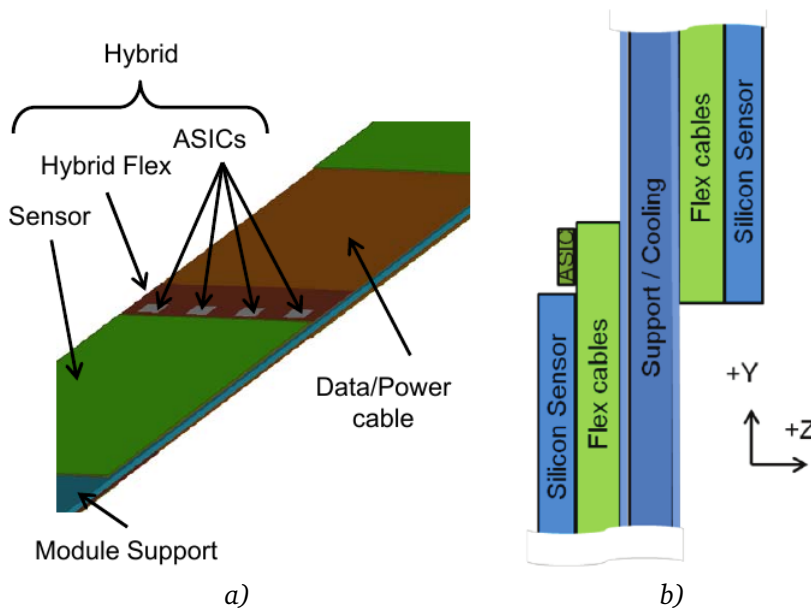 Hybrid
ASICs
Hybrid Flex
Sensor
Data/Power
cable
Module Support
a)
ASIC
Silicon Sensor
Flex cables
Support / Cooling
Flex cables
Silicon Sensor
+Y
+Z
b)